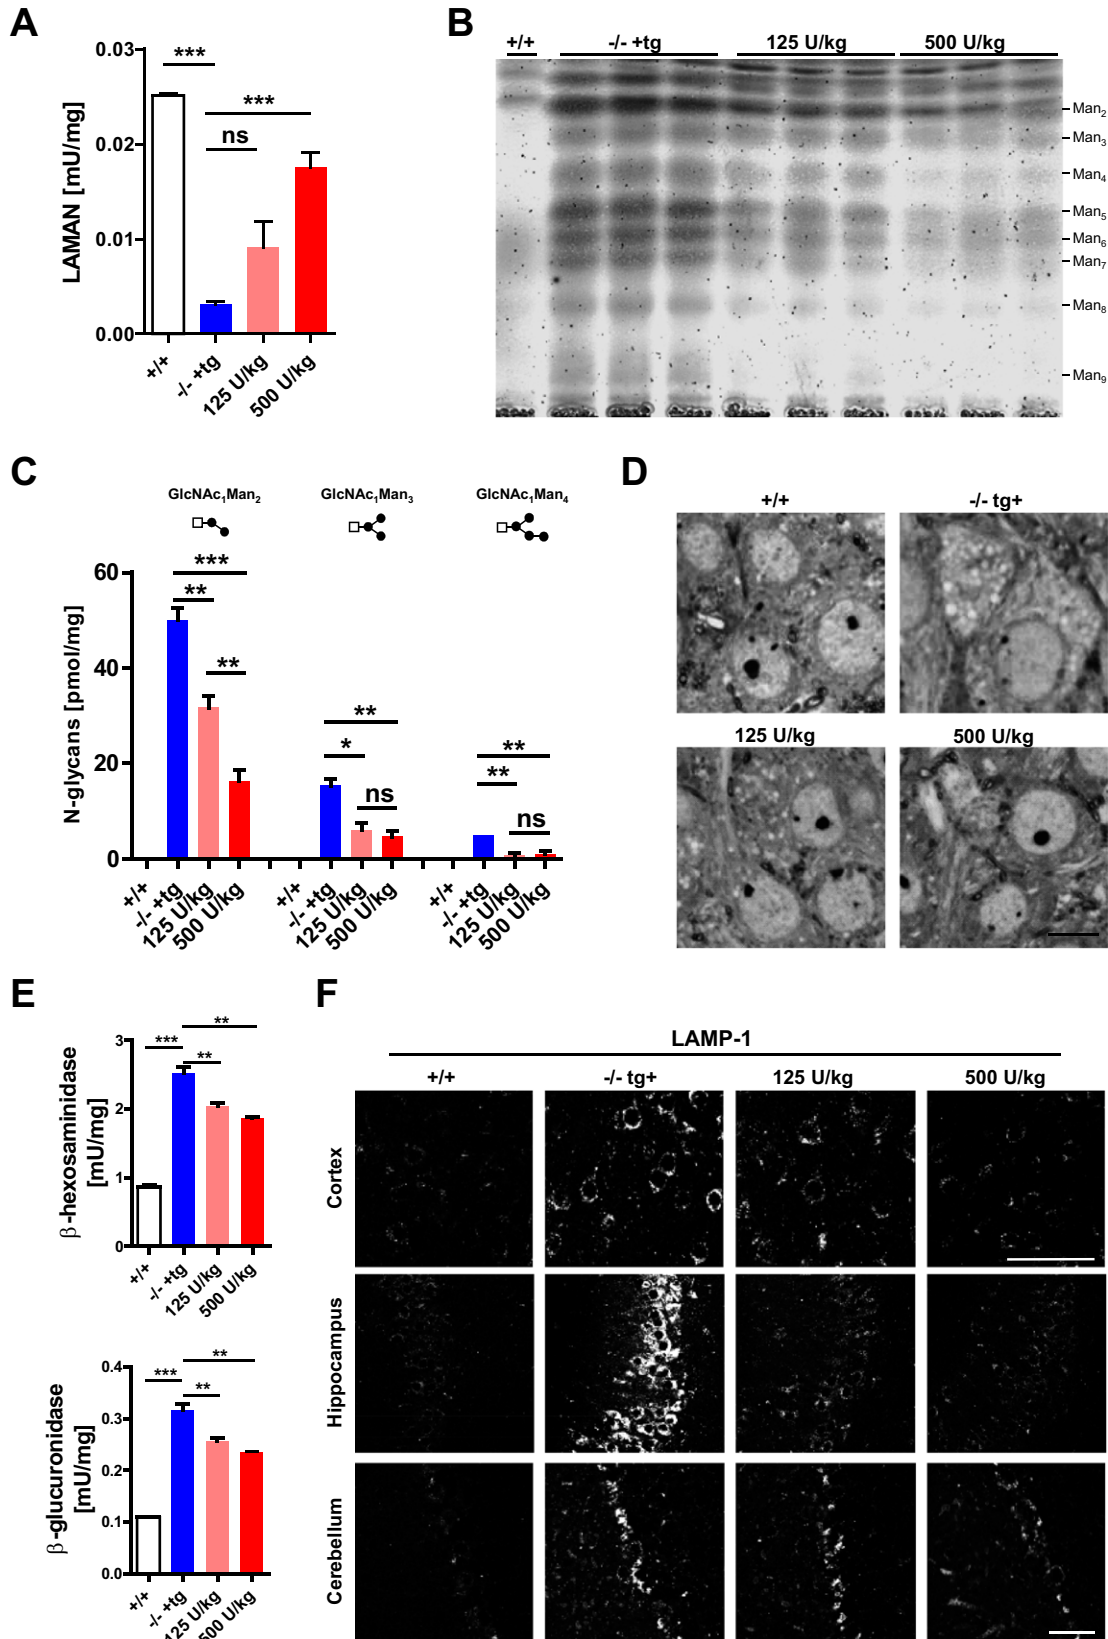 A
LAMAN [mU/mg]
0.03
0.02
0.01
0.00
***
***
ns
+/+
-/- +tg
125 U/kg
500 U/kg
B
+/+ -/- +tg 125 U/kg 500 U/kg
Man₂
Man₃
Man₄
Man₅
Man₆
Man₇
Man₈
Man₉
C
GlcNAc₁Man₂ GlcNAc₁Man₃ GlcNAc₁Man₄
N-glycans [pmol/mg]
60
40
20
0
***
**
**
**
*
ns
**
**
ns
+/+
-/- +tg
125 U/kg
500 U/kg
+/+
-/- +tg
125 U/kg
500 U/kg
+/+
-/- +tg
125 U/kg
500 U/kg
D
+/+ -/- tg+
125 U/kg 500 U/kg
E
β-hexosaminidase
[mU/mg]
3
2
1
0
**
***
**
+/+
-/- +tg
125 U/kg
500 U/kg
β-glucuronidase
[mU/mg]
0.4
0.3
0.2
0.1
0.0
**
***
**
+/+
-/- +tg
125 U/kg
500 U/kg
F
LAMP-1
+/+ -/- tg+ 125 U/kg 500 U/kg
Cortex
Hippocampus
Cerebellum